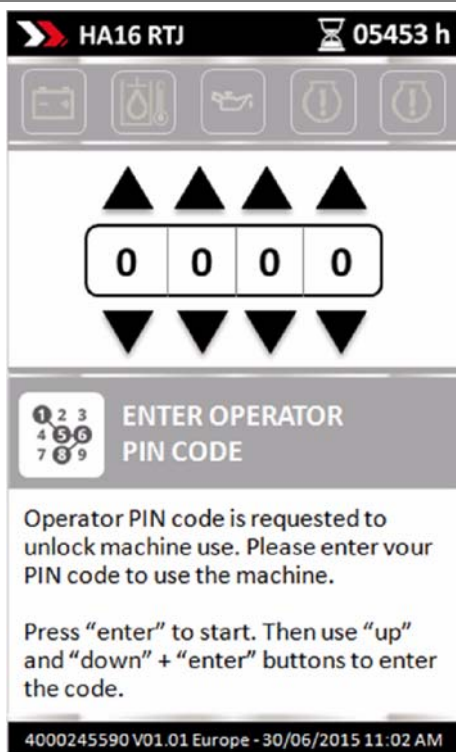 HA16 RTJ 05453 h
0 0 0 0
1 2 3
4 5 6
7 8 9
ENTER OPERATOR
PIN CODE
Operator PIN code is requested to
unlock machine use. Please enter your
PIN code to use the machine.
Press “enter” to start. Then use “up”
and “down” + “enter” buttons to enter
the code.
4000245590 V01.01 Europe - 30/06/2015 11:02 AM